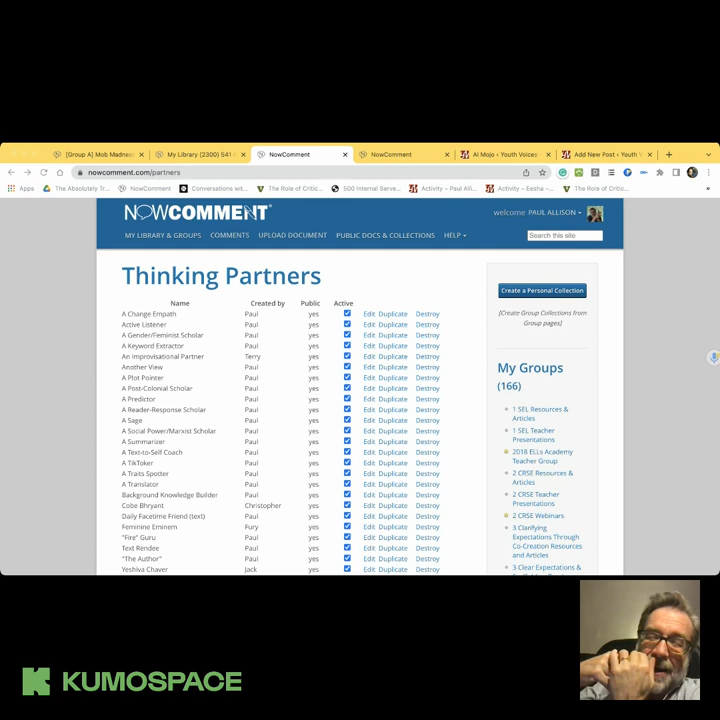 [Group A] Mob Madness
My Library (2300) 541
NowComment
NowComment
AI Mojo • Youth Voices
Add New Post • Youth V
nowcomment.com/partners
Apps
The Absolutely Tr...
NowComment
Conversations wit...
The Role of Critic...
500 Internal Serve...
Activity – Paul Alli...
Activity – Eesha –...
The Role of Critic...
NOWCOMMENT®
welcome PAUL ALLISON
MY LIBRARY & GROUPS
COMMENTS
UPLOAD DOCUMENT
PUBLIC DOCS & COLLECTIONS
HELP
Search this site
Thinking Partners
Name Created by Public Active
A Change Empath Paul yes Edit Duplicate Destroy
Active Listener Paul yes Edit Duplicate Destroy
A Gender/Feminist Scholar Paul yes Edit Duplicate Destroy
A Keyword Extractor Paul yes Edit Duplicate Destroy
An Improvisational Partner Terry yes Edit Duplicate Destroy
Another View Paul yes Edit Duplicate Destroy
A Plot Pointer Paul yes Edit Duplicate Destroy
A Post-Colonial Scholar Paul yes Edit Duplicate Destroy
A Predictor Paul yes Edit Duplicate Destroy
A Reader-Response Scholar Paul yes Edit Duplicate Destroy
A Sage Paul yes Edit Duplicate Destroy
A Social Power/Marxist Scholar Paul yes Edit Duplicate Destroy
A Summarizer Paul yes Edit Duplicate Destroy
A Text-to-Self Coach Paul yes Edit Duplicate Destroy
A TikToker Paul yes Edit Duplicate Destroy
A Traits Spotter Paul yes Edit Duplicate Destroy
A Translator Paul yes Edit Duplicate Destroy
Background Knowledge Builder Paul yes Edit Duplicate Destroy
Cobe Bhryant Christopher yes Edit Duplicate Destroy
Daily Facetime Friend (text) Paul yes Edit Duplicate Destroy
Feminine Eminem Fury yes Edit Duplicate Destroy
"Fire" Guru Paul yes Edit Duplicate Destroy
Text Rendee Paul yes Edit Duplicate Destroy
"The Author" Paul yes Edit Duplicate Destroy
Yeshiva Chaver Jack yes Edit Duplicate Destroy
Create a Personal Collection
[Create Group Collections from
Group pages]
My Groups
(166)
1 SEL Resources &
Articles
1 SEL Teacher
Presentations
2018 ELLs Academy
Teacher Group
2 CRSE Resources &
Articles
2 CRSE Teacher
Presentations
2 CRSE Webinars
3 Clarifying
Expectations Through
Co-Creation Resources
and Articles
3 Clear Expectations &
KUMOSPACE